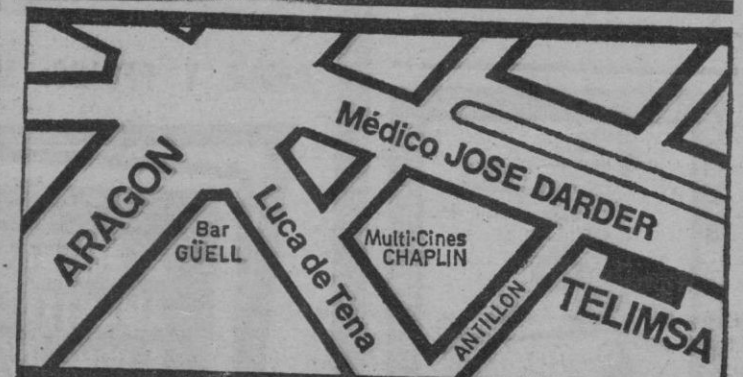 Médico JOSE DARDER
ARAGON
Bar
GÜELL
Luca de Tena
Multi-Cines
CHAPLIN
ANTILLON
TELIMSA